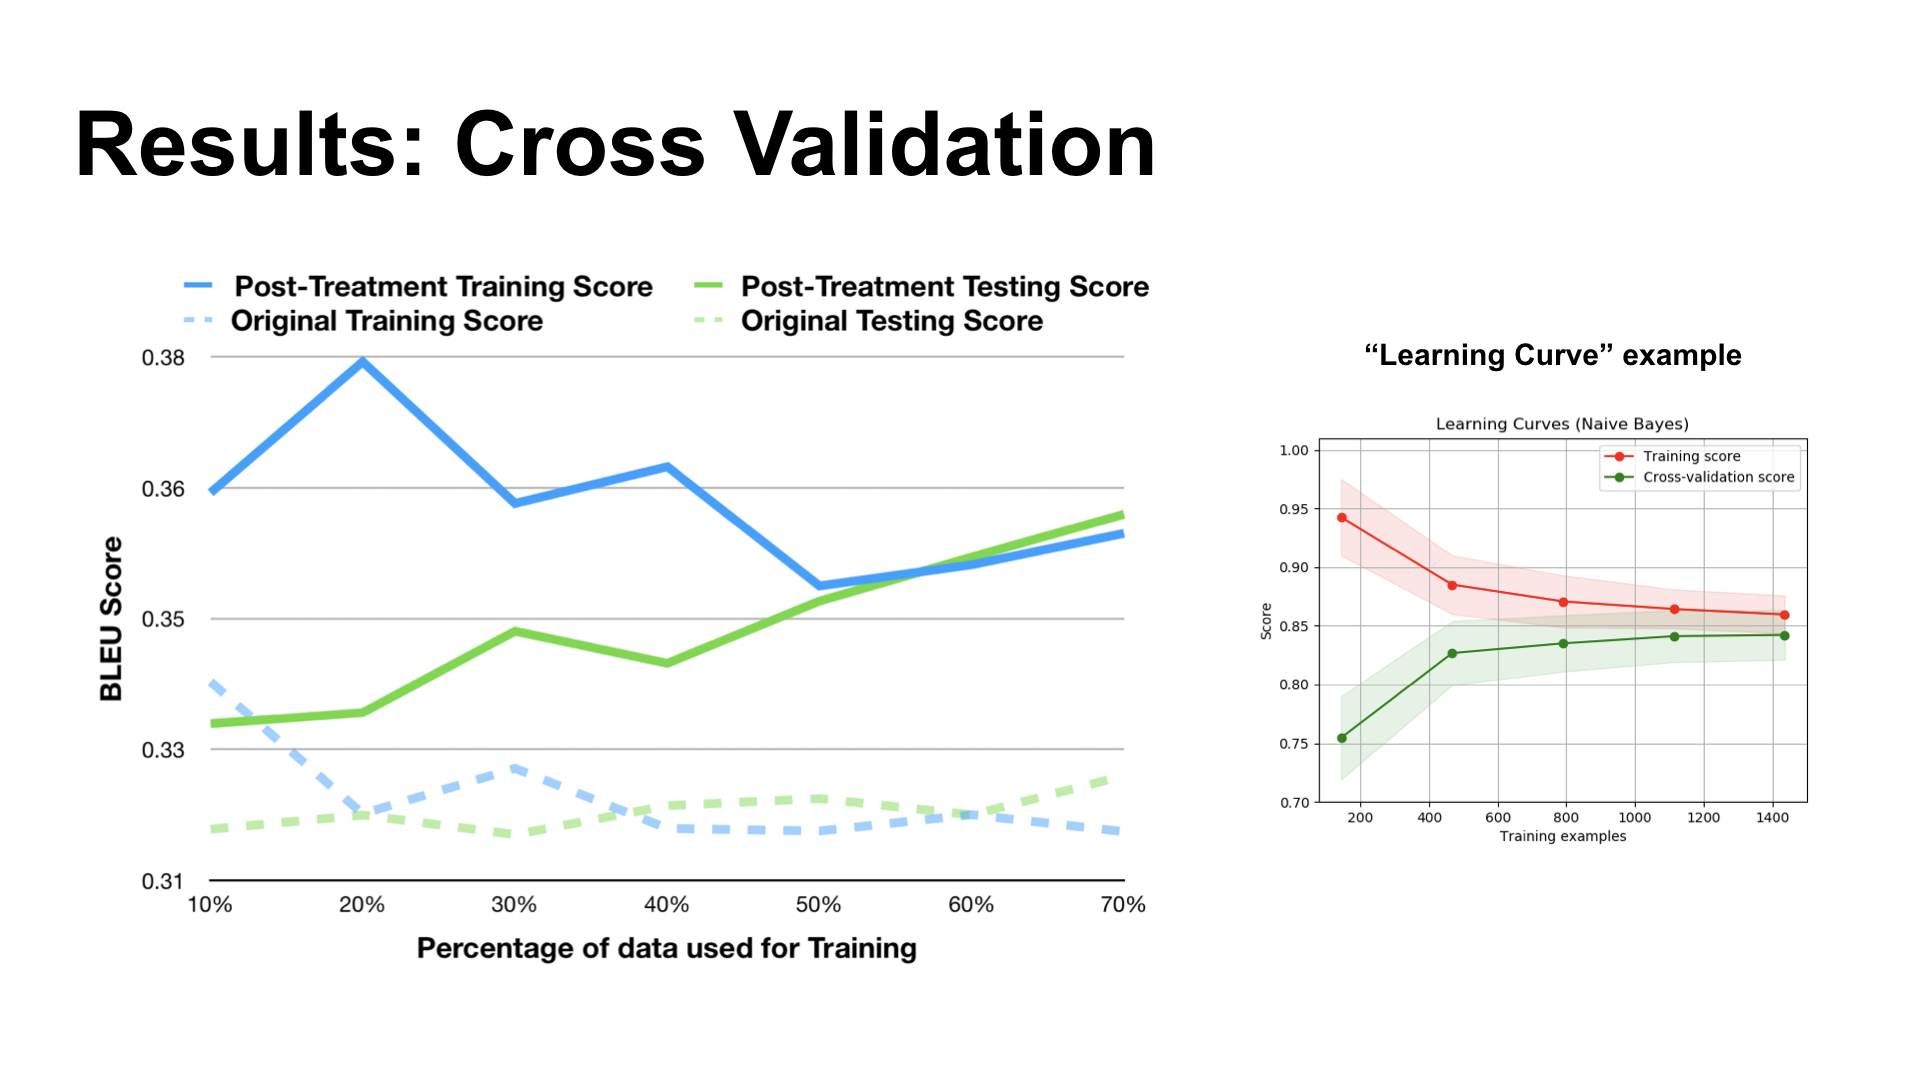 Results: Cross Validation
Post-Treatment Training Score
Post-Treatment Testing Score
Original Training Score
Original Testing Score
0.38
0.36
0.35
0.33
0.31
BLEU Score
10% 20% 30% 40% 50% 60% 70%
Percentage of data used for Training
“Learning Curve” example
Learning Curves (Naive Bayes)
Training score
Cross-validation score
1.00
0.95
0.90
0.85
0.80
0.75
0.70
Score
200 400 600 800 1000 1200 1400
Training examples